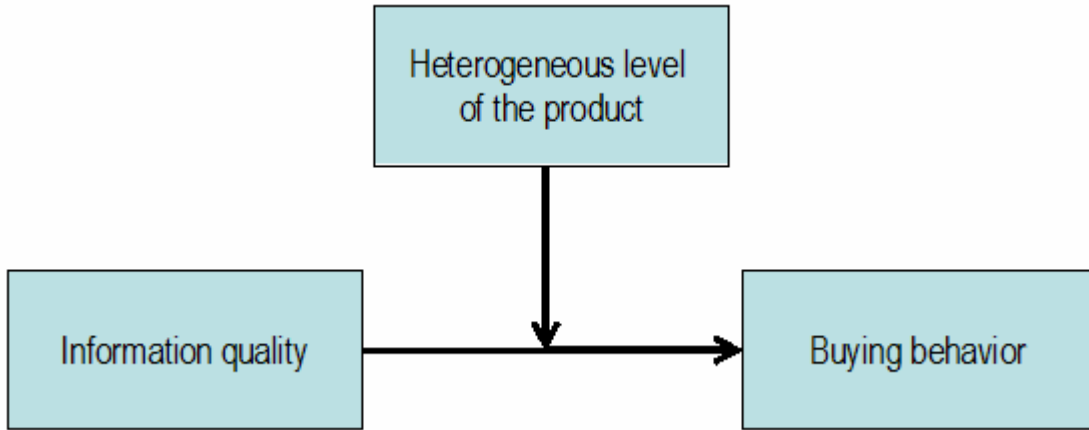 Heterogeneous level
of the product
Information quality
Buying behavior